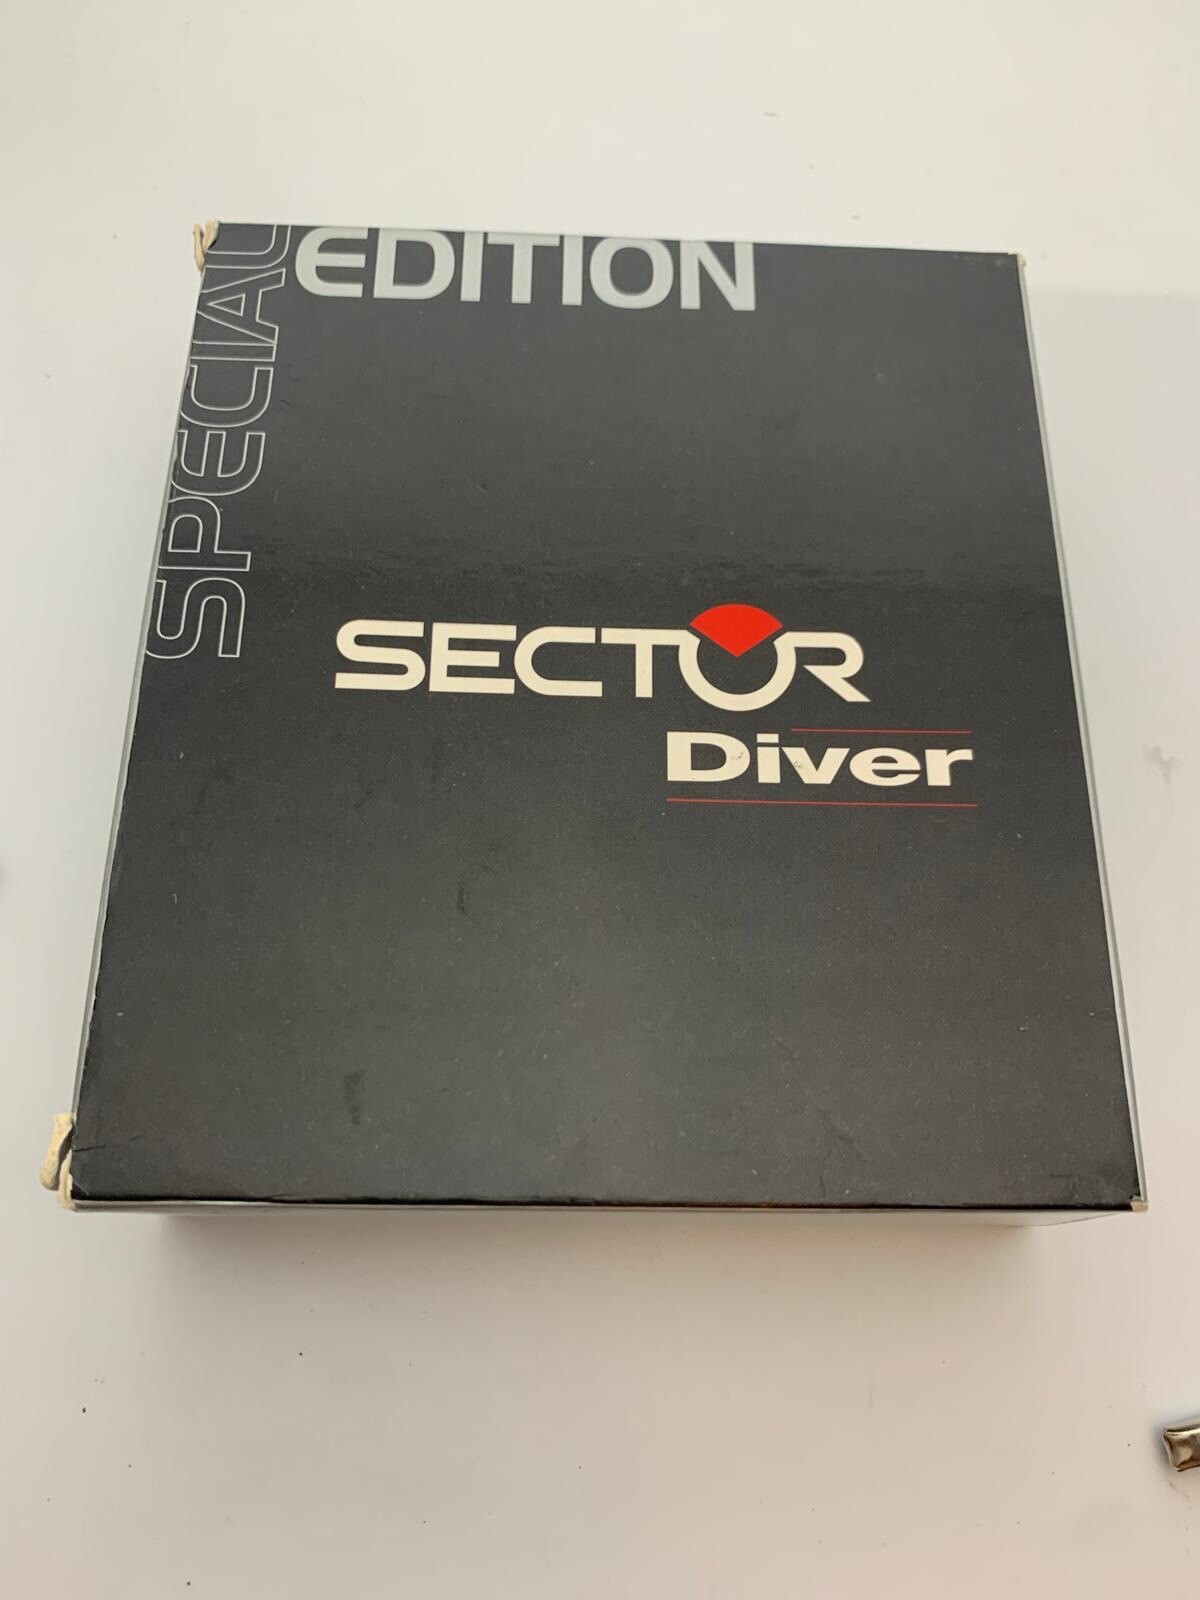 SPECIAL
EDITION
SECTOR
Diver